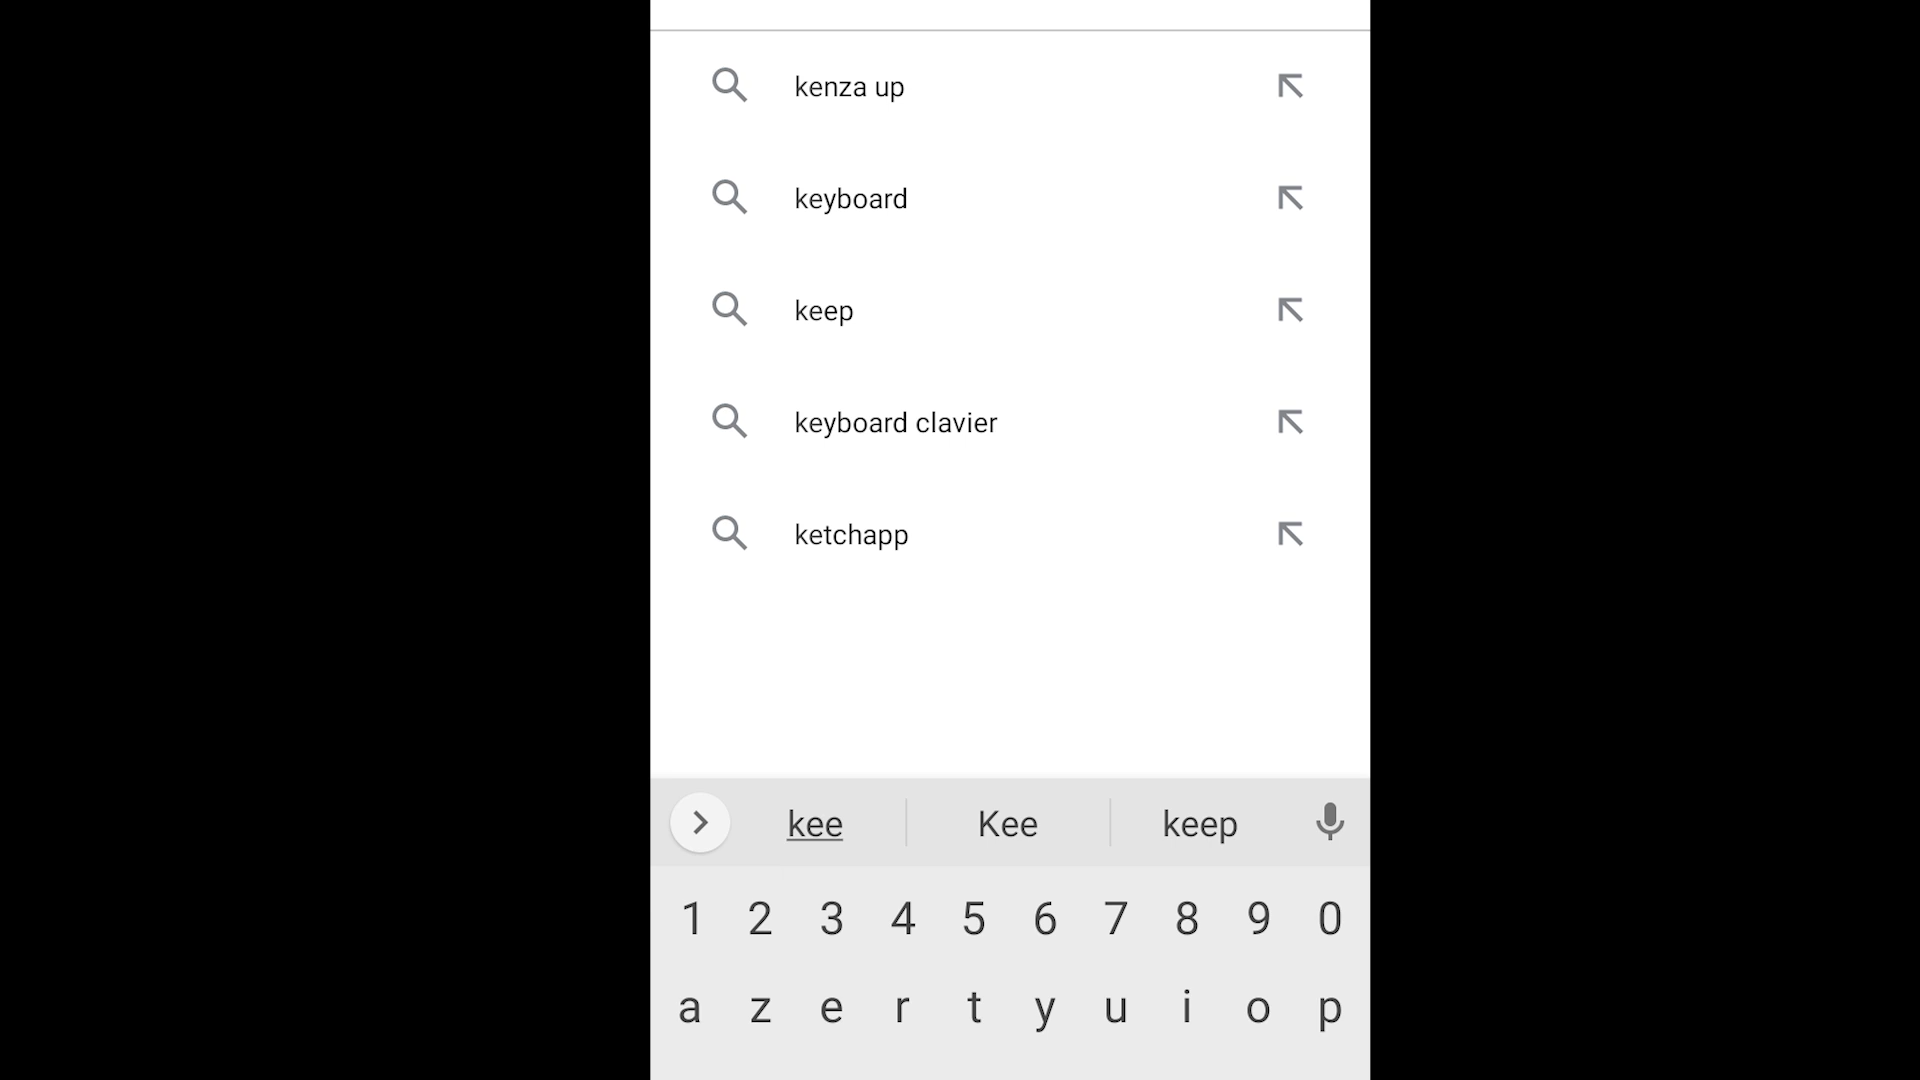 kenza up
keyboard
keep
keyboard clavier
ketchapp
kee Kee keep
1 2 3 4 5 6 7 8 9 0
a z e r t y u i o p